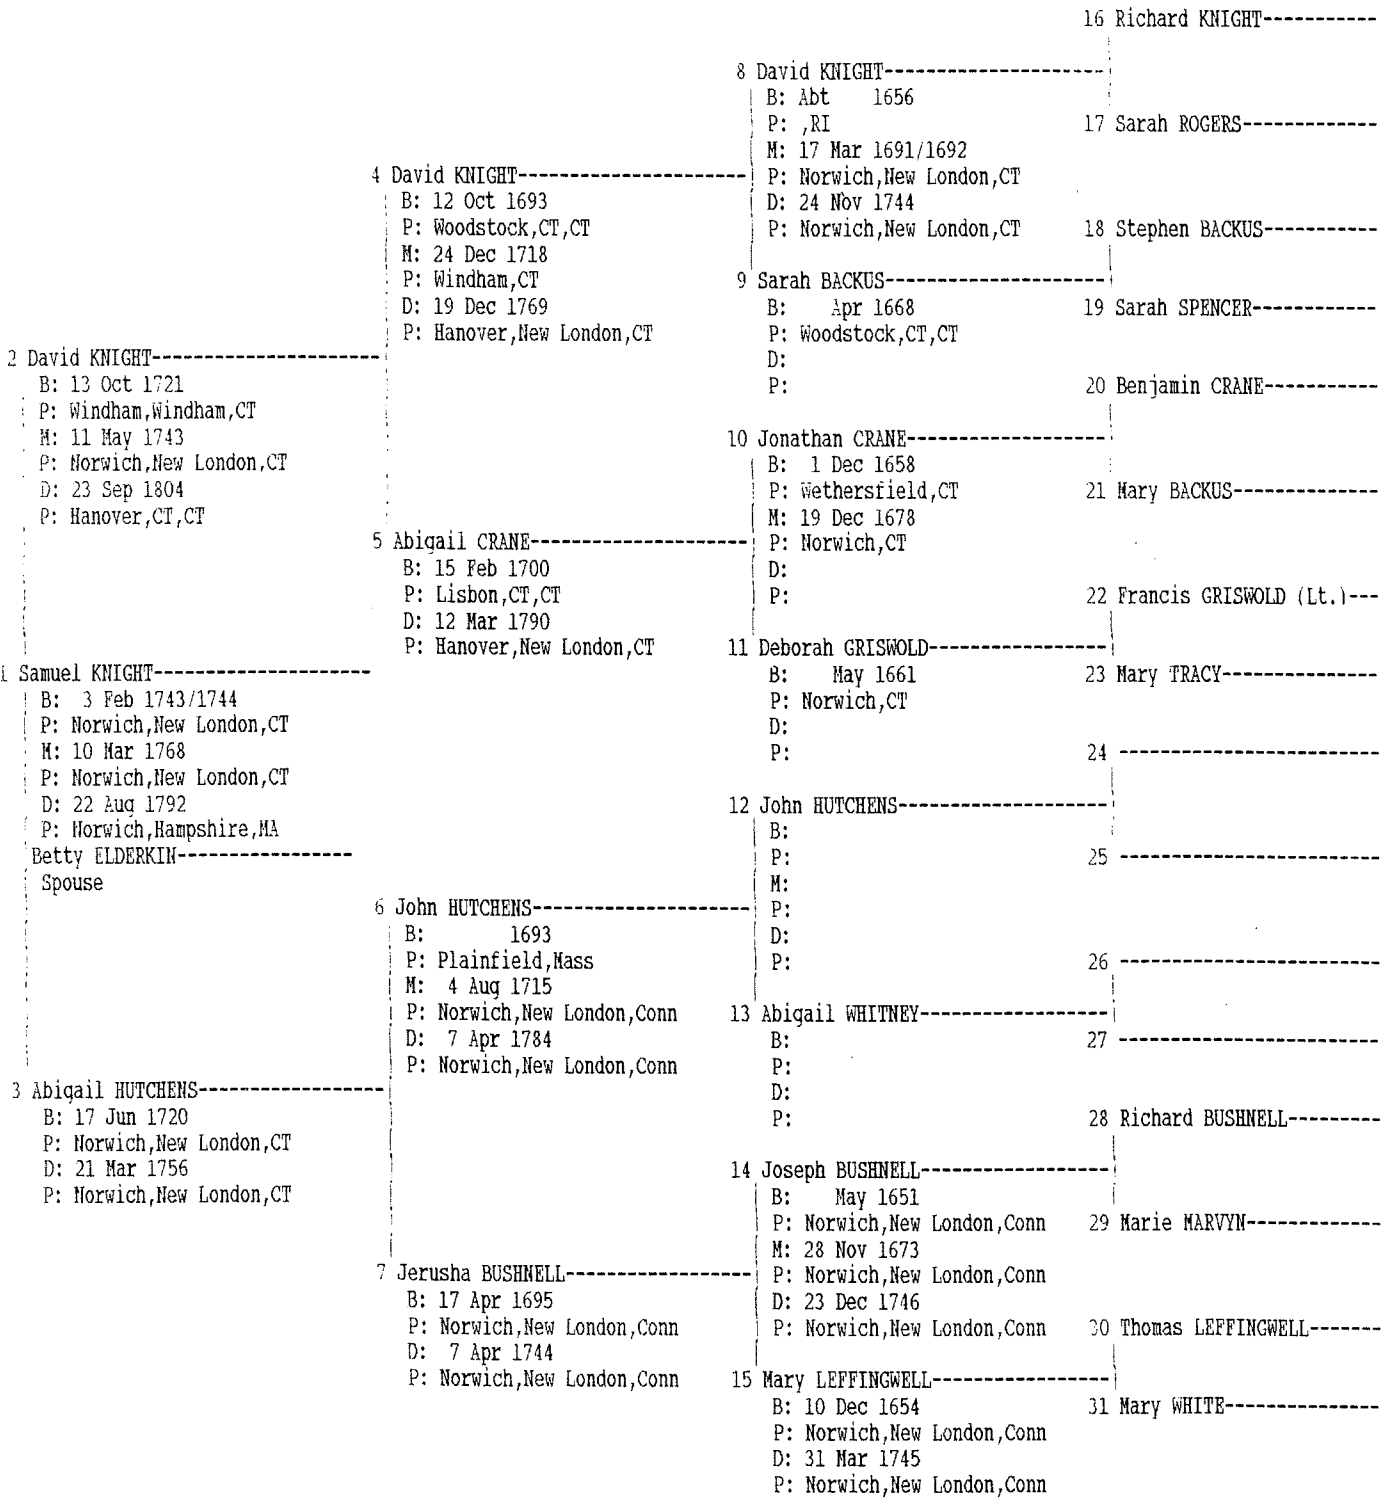 16 Richard KNIGHT-----------
8 David KNIGHT---------------------
B: Abt 1656
P: ,RI
17 Sarah ROGERS-------------
M: 17 Mar 1691/1692
4 David KNIGHT----------------------
P: Norwich,New London,CT
B: 12 Oct 1693
D: 24 Nov 1744
P: Woodstock,CT,CT
P: Norwich,New London,CT
18 Stephen BACKUS-----------
M: 24 Dec 1718
P: Windham,CT
9 Sarah BACKUS---------------------
D: 19 Dec 1769
B: Apr 1668
19 Sarah SPENCER------------
P: Hanover,New London,CT
P: Woodstock,CT,CT
2 David KNIGHT----------------------
D:
B: 13 Oct 1721
P:
20 Benjamin CRANE-----------
P: Windham,Windham,CT
M: 11 May 1743
10 Jonathan CRANE-------------------
P: Norwich,New London,CT
B: 1 Dec 1658
D: 23 Sep 1804
P: Wethersfield,CT
21 Mary BACKUS--------------
P: Hanover,CT,CT
M: 19 Dec 1678
5 Abigail CRANE---------------------
P: Norwich,CT
B: 15 Feb 1700
D:
P: Lisbon,CT,CT
P:
22 Francis GRISWOLD (Lt.)---
D: 12 Mar 1790
P: Hanover,New London,CT
11 Deborah GRISWOLD-----------------
1 Samuel KNIGHT---------------------
B: May 1661
23 Mary TRACY---------------
B: 3 Feb 1743/1744
P: Norwich,CT
P: Norwich,New London,CT
D:
M: 10 Mar 1768
P:
24 -------------------------
P: Norwich,New London,CT
D: 22 Aug 1792
12 John HUTCHENS--------------------
P: Norwich,Hampshire,MA
B:
Betty ELDERKIN-----------------
P:
25 -------------------------
Spouse
M:
6 John HUTCHENS---------------------
P:
B: 1693
D:
P: Plainfield,Mass
P:
26 -------------------------
M: 4 Aug 1715
P: Norwich,New London,Conn
13 Abigail WHITNEY------------------
D: 7 Apr 1784
B:
27 -------------------------
P: Norwich,New London,Conn
P:
3 Abigail HUTCHENS------------------
D:
B: 17 Jun 1720
P:
28 Richard BUSHNELL---------
P: Norwich,New London,CT
D: 21 Mar 1756
14 Joseph BUSHNELL------------------
P: Norwich,New London,CT
B: May 1651
P: Norwich,New London,Conn
29 Marie MARVYN-------------
M: 28 Nov 1673
7 Jerusha BUSHNELL------------------
P: Norwich,New London,Conn
B: 17 Apr 1695
D: 23 Dec 1746
P: Norwich,New London,Conn
P: Norwich,New London,Conn
30 Thomas LEFFINGWELL-------
D: 7 Apr 1744
P: Norwich,New London,Conn
15 Mary LEFFINGWELL-----------------
B: 10 Dec 1654
31 Mary WHITE---------------
P: Norwich,New London,Conn
D: 31 Mar 1745
P: Norwich,New London,Conn